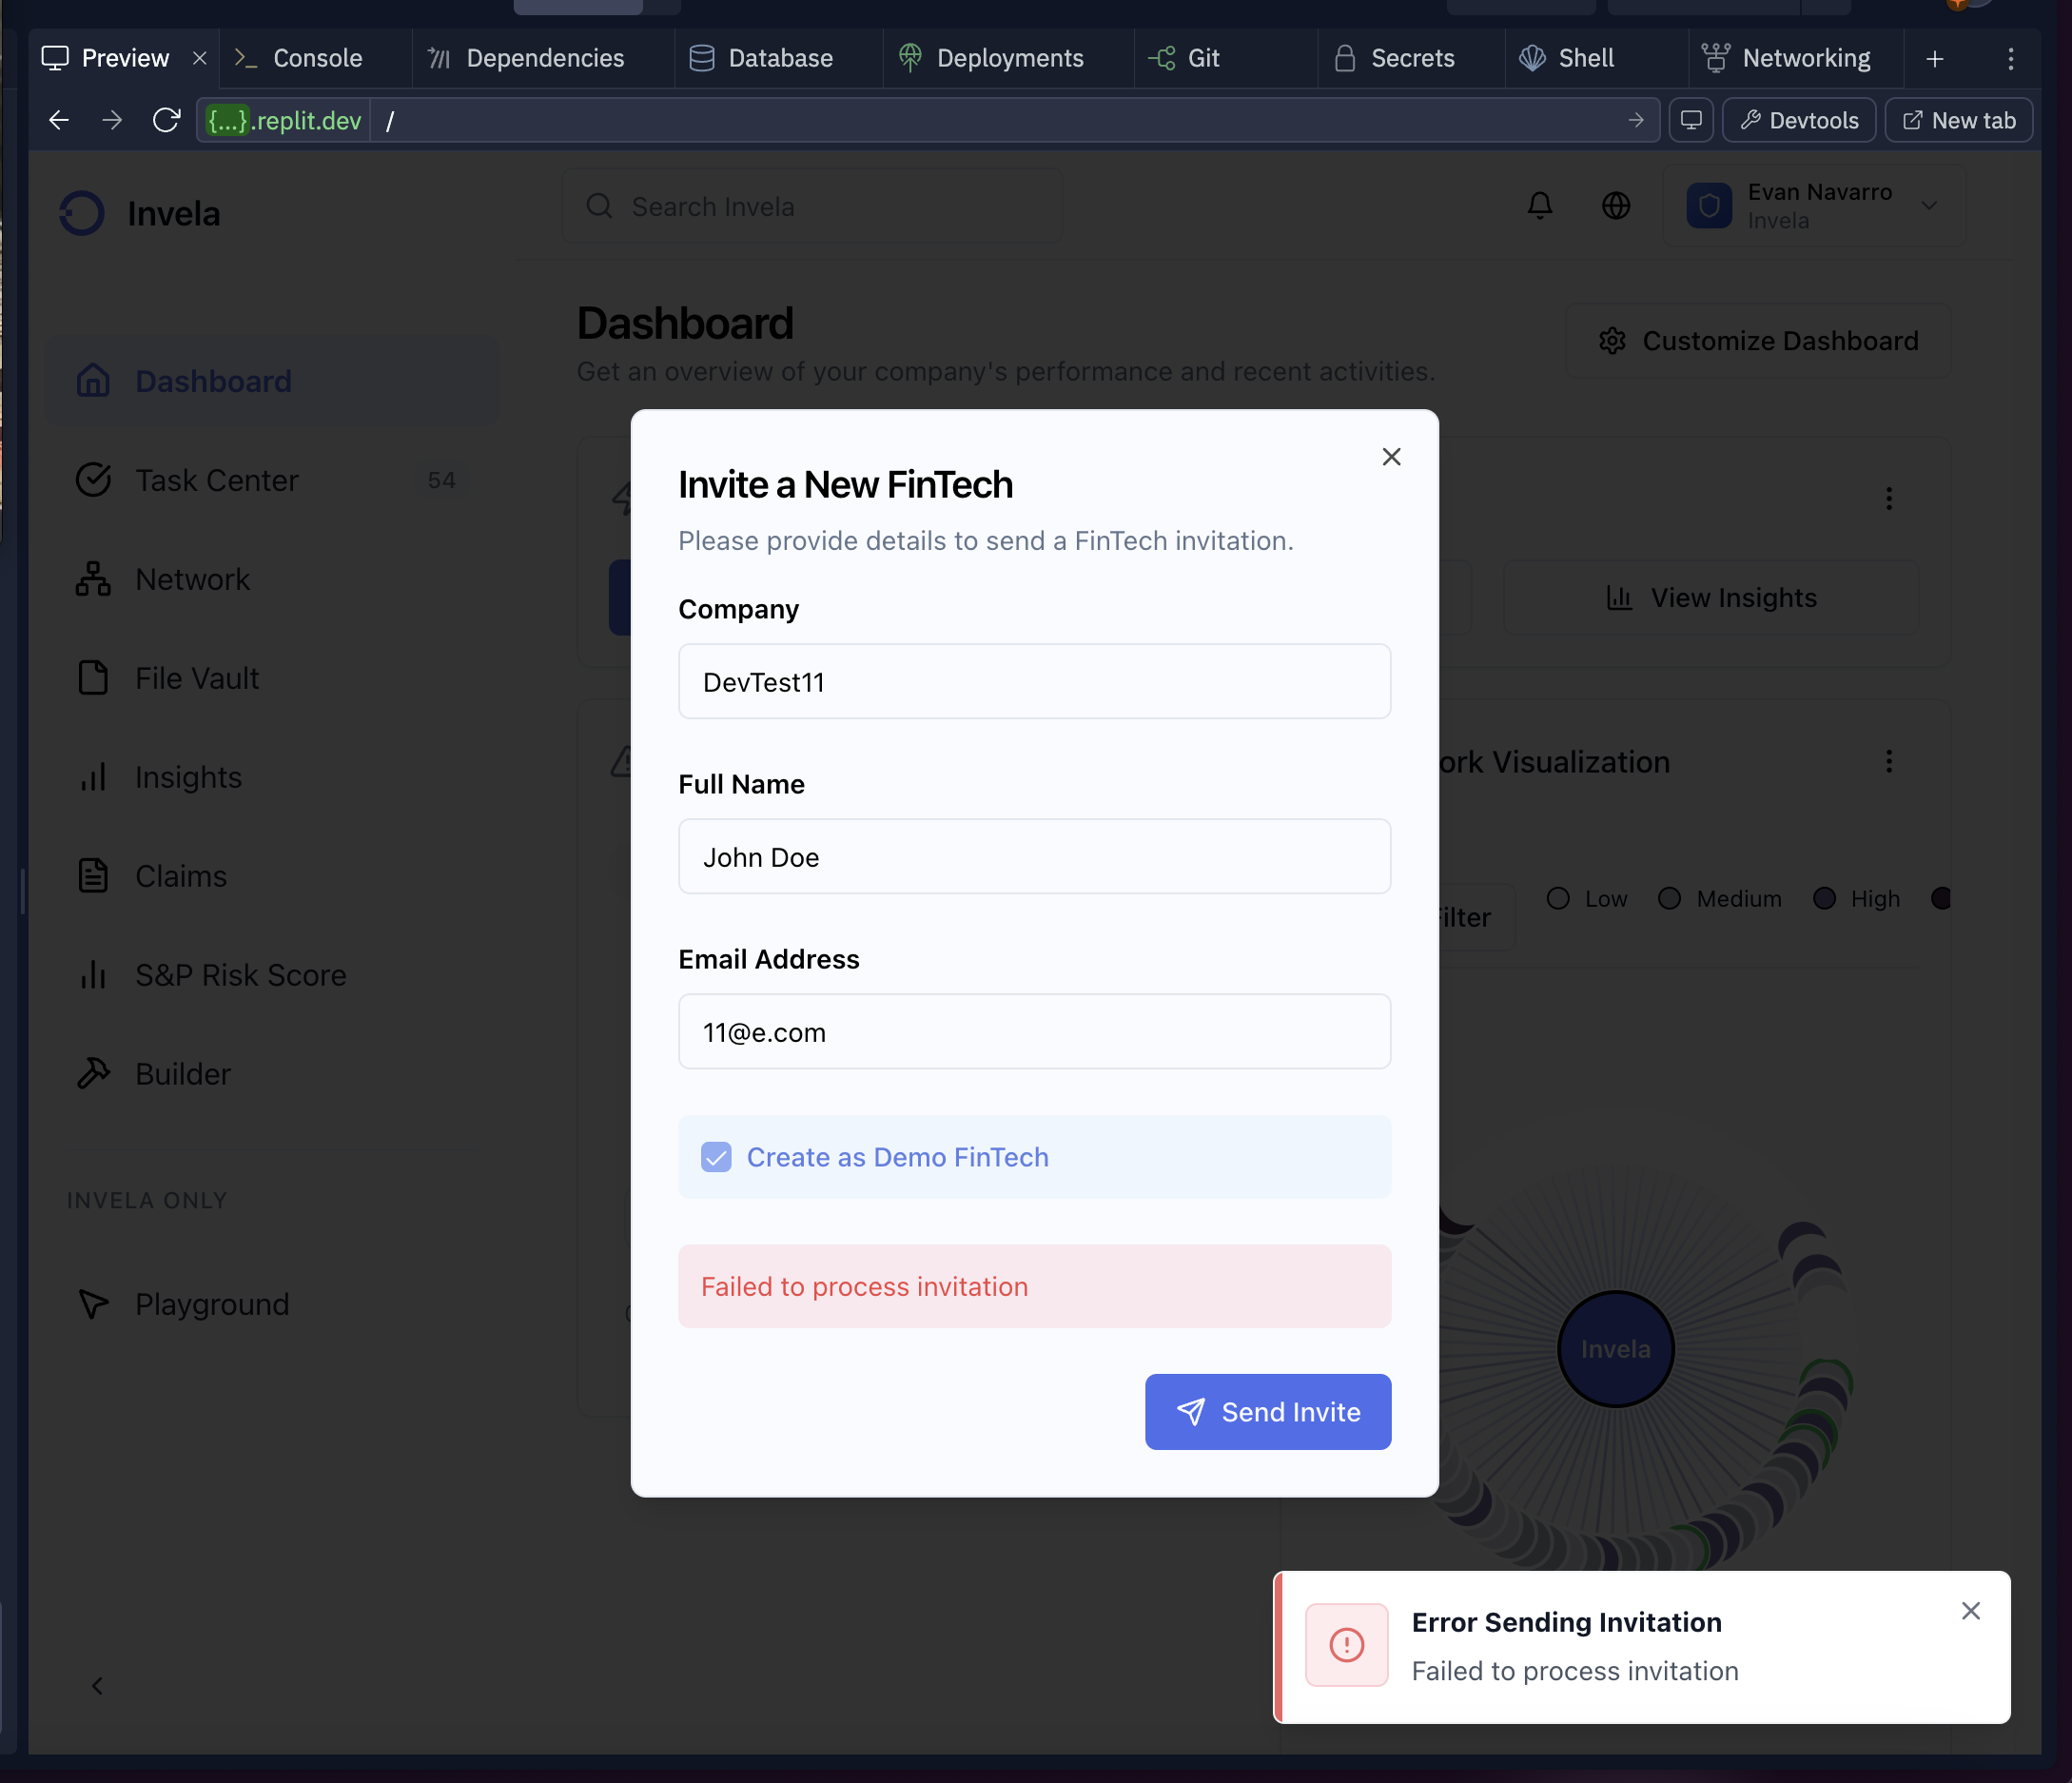 Preview
Console
Dependencies
Database
Deployments
Git
Secrets
Shell
Networking
{...}.replit.dev
/
Devtools
New tab
Invela
Search Invela
Evan Navarro
Invela
Dashboard
Get an overview of your company's performance and recent activities.
Customize Dashboard
Dashboard
Task Center
54
Network
File Vault
Insights
Claims
S&P Risk Score
Builder
INVELA ONLY
Playground
View Insights
Visualization
Low
Medium
High
Invela
Invite a New FinTech
Please provide details to send a FinTech invitation.
Company
DevTest11
Full Name
John Doe
Email Address
11@e.com
Create as Demo FinTech
Failed to process invitation
Send Invite
Error Sending Invitation
Failed to process invitation